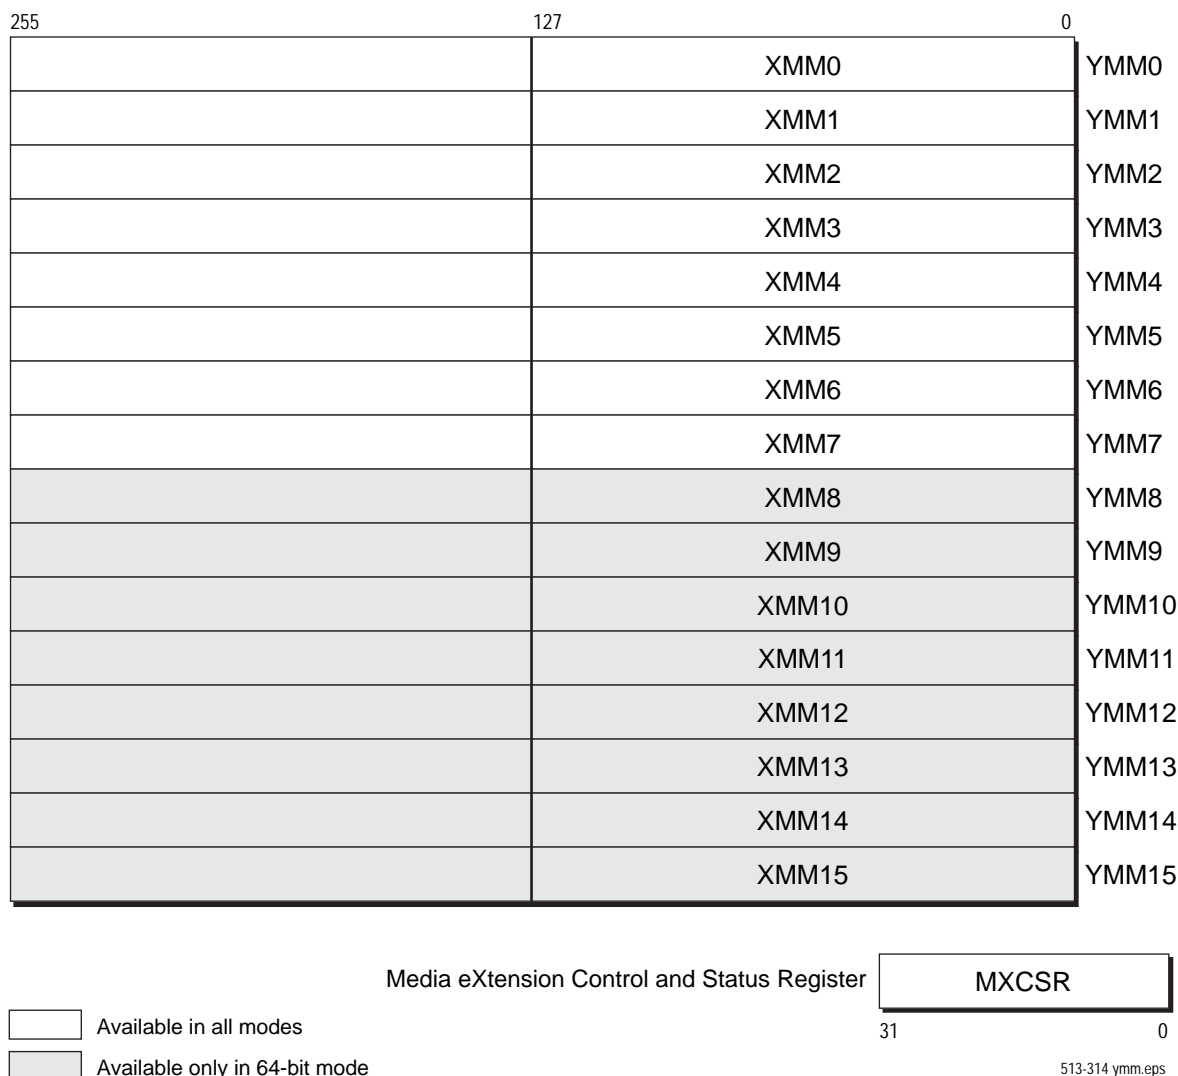 255 127 0
XMM0 YMM0
XMM1 YMM1
XMM2 YMM2
XMM3 YMM3
XMM4 YMM4
XMM5 YMM5
XMM6 YMM6
XMM7 YMM7
XMM8 YMM8
XMM9 YMM9
XMM10 YMM10
XMM11 YMM11
XMM12 YMM12
XMM13 YMM13
XMM14 YMM14
XMM15 YMM15
Media eXtension Control and Status Register MXCSR
31 0
Available in all modes
Available only in 64-bit mode
513-314 ymm.eps